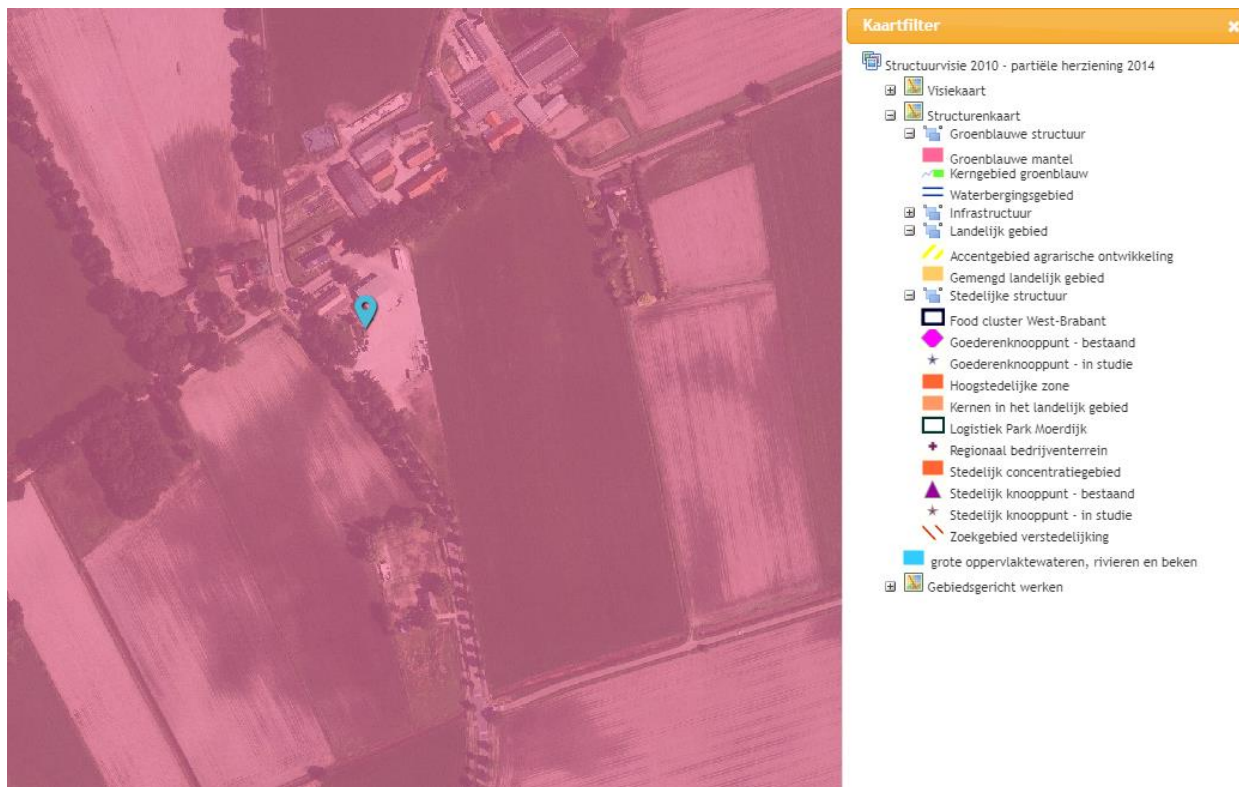 Kaartfilter
Structuurvisie 2010 - partiële herziening 2014
Visiekaart
Structurenkaart
Groenblauwe structuur
Groenblauwe mantel
Kerngebied groenblauw
Waterbergingsgebied
Infrastructuur
Landelijk gebied
Accentgebied agrarische ontwikkeling
Gemengd landelijk gebied
Stedelijke structuur
Food cluster West-Brabant
Goederenknooppunt - bestaand
Goederenknooppunt - in studie
Hoogstedelijke zone
Kernen in het landelijk gebied
Logistiek Park Moerdijk
Regionaal bedrijventerrein
Stedelijk concentratiegebied
Stedelijk knooppunt - bestaand
Stedelijk knooppunt - in studie
Zoekgebied verstedelijking
grote oppervlaktewateren, rivieren en beken
Gebiedsgericht werken